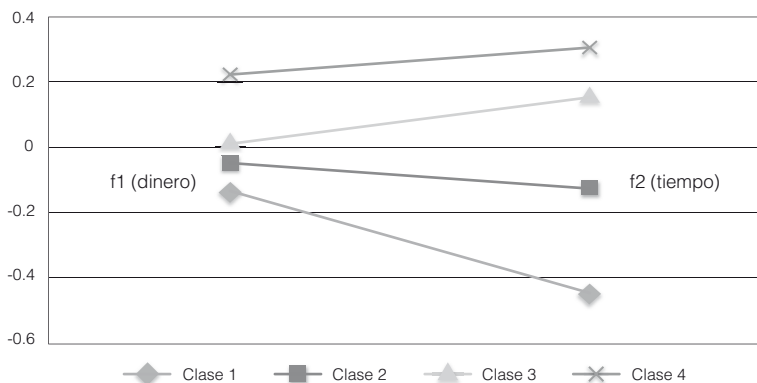 0.4
0.2
0
f1 (dinero)
f2 (tiempo)
-0.2
-0.4
-0.6
Clase 1
Clase 2
Clase 3
Clase 4